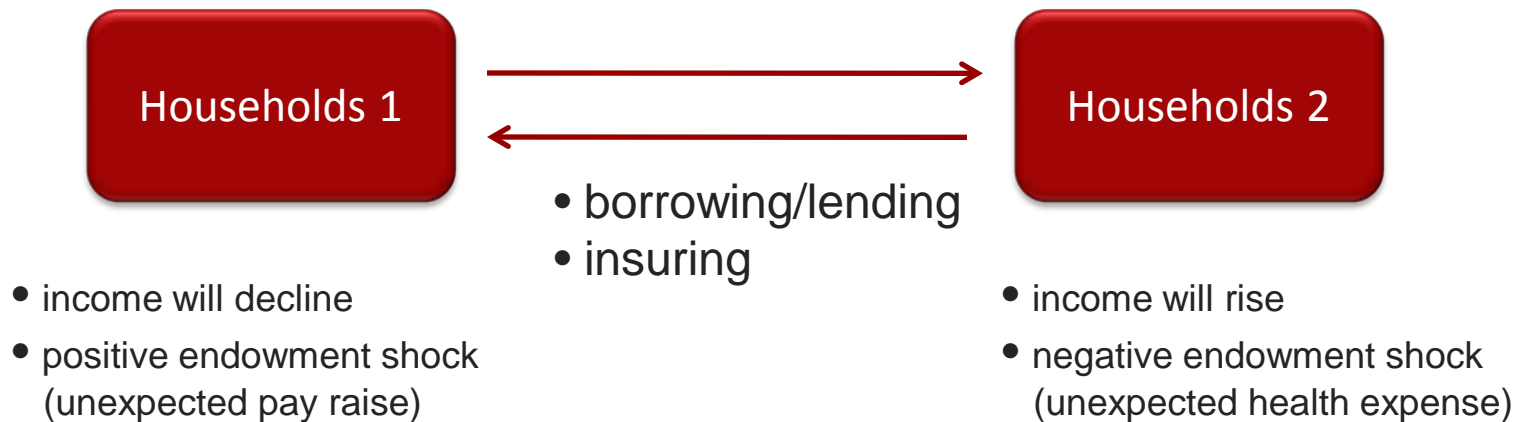 Households 1
Households 2
• borrowing/lending
• insuring
• income will decline
• positive endowment shock
(unexpected pay raise)
• income will rise
• negative endowment shock
(unexpected health expense)